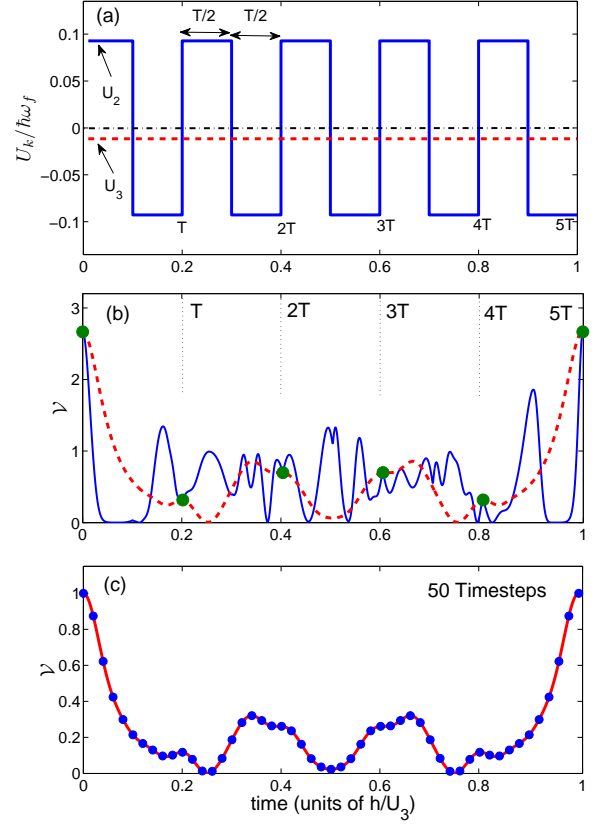 (a)
T/2 T/2
0.1
0.05
0
−0.05
−0.1
U_k/ℏω_f
U_2
U_3
T 2T 3T 4T 5T
0 0.2 0.4 0.6 0.8 1
(b) T 2T 3T 4T 5T
3
2
1
0
𝒱
0 0.2 0.4 0.6 0.8 1
(c) 50 Timesteps
1
0.8
0.6
0.4
0.2
0
𝒱
0 0.2 0.4 0.6 0.8 1
time (units of h/U_3)